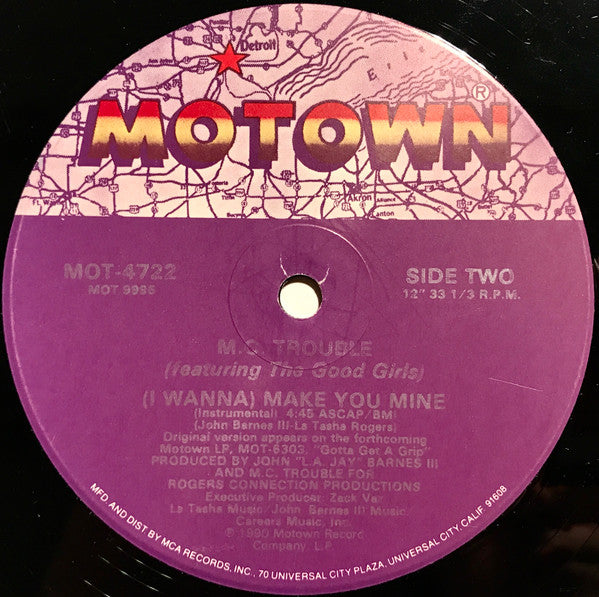 Detroit
E
MOTOWN®
Akron
Canton
MOT-4722
MOT 9996
SIDE TWO
12" 33 1/3 R.P.M.
M.C. TROUBLE
(featuring The Good Girls)
(I WANNA) MAKE YOU MINE
(Instrumental) 4:45 ASCAP/BMI
(John Barnes III-La Tasha Rogers)
Original version appears on the forthcoming
Motown LP, MOT-6303, "Gotta Get A Grip"
PRODUCED BY JOHN "L.A. JAY" BARNES III
AND M.C. TROUBLE FOR
ROGERS CONNECTION PRODUCTIONS
Executive Producer: Zack Vaz
La Tasha Music/John Barnes III Music/
Careers Music, Inc.
℗ 1990 Motown Record
Company, L.P.
MFD. AND DIST. BY MCA RECORDS, INC., 70 UNIVERSAL CITY PLAZA, UNIVERSAL CITY, CALIF. 91608